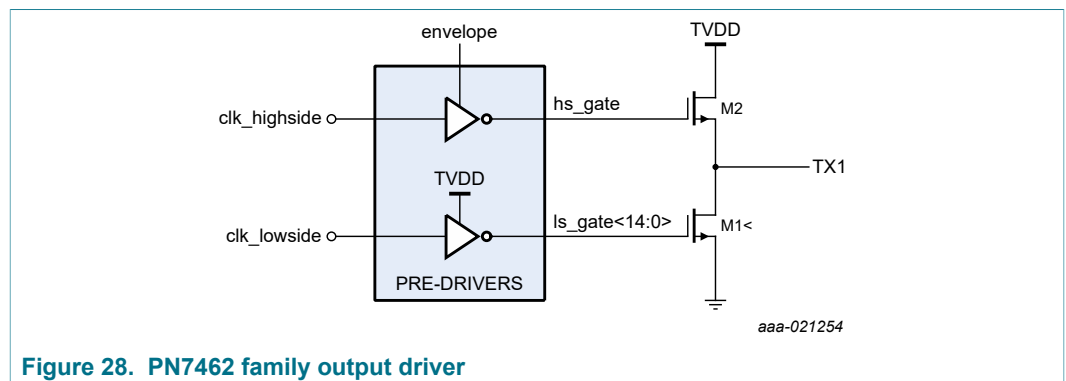 envelope
TVDD
clk_highside
hs_gate
M2
TVDD
TX1
clk_lowside
ls_gate<14:0>
M1<
PRE-DRIVERS
aaa-021254
Figure 28. PN7462 family output driver